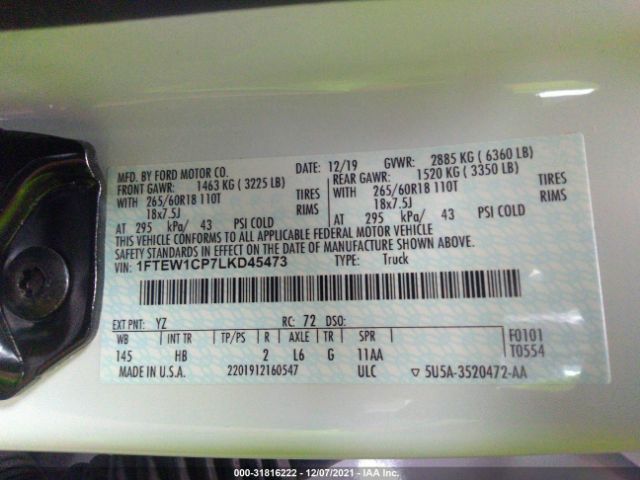 MFD. BY FORD MOTOR CO. DATE: 12/19 GVWR: 2885 KG ( 6360 LB)
FRONT GAWR: 1463 KG ( 3225 LB) REAR GAWR: 1520 KG ( 3350 LB)
WITH 265/60R18 110T TIRES WITH 265/60R18 110T TIRES
18x7.5J RIMS 18x7.5J RIMS
AT 295 kPa/ 43 PSI COLD AT 295 kPa/ 43 PSI COLD
THIS VEHICLE CONFORMS TO ALL APPLICABLE FEDERAL MOTOR VEHICLE
SAFETY STANDARDS IN EFFECT ON THE DATE OF MANUFACTURE SHOWN ABOVE.
VIN: 1FTEW1CP7LKD45473 TYPE: Truck
EXT PNT: YZ RC: 72 DSO:
WB INT TR TP/PS R AXLE TR SPR F0101
145 HB 2 L6 G 11AA T0554
MADE IN U.S.A. 2201912160547 ULC ▽ 5U5A-3520472-AA
000-31816222 - 12/07/2021 - IAA Inc.